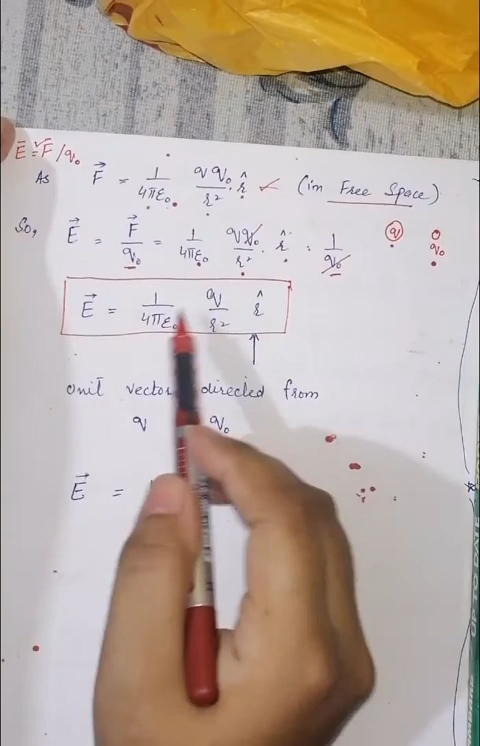 E⃗ = F⃗ / q₀
As F⃗ = 1/4πε₀ qq₀/r² · r̂ ✓ (in Free Space)
So, E⃗ = F⃗/q₀ = 1/4πε₀ qq₀/r² · r̂ · 1/q₀
q q₀
E⃗ = 1/4πε₀ q/r² r̂
Unit vector directed from
q q₀
E⃗ =